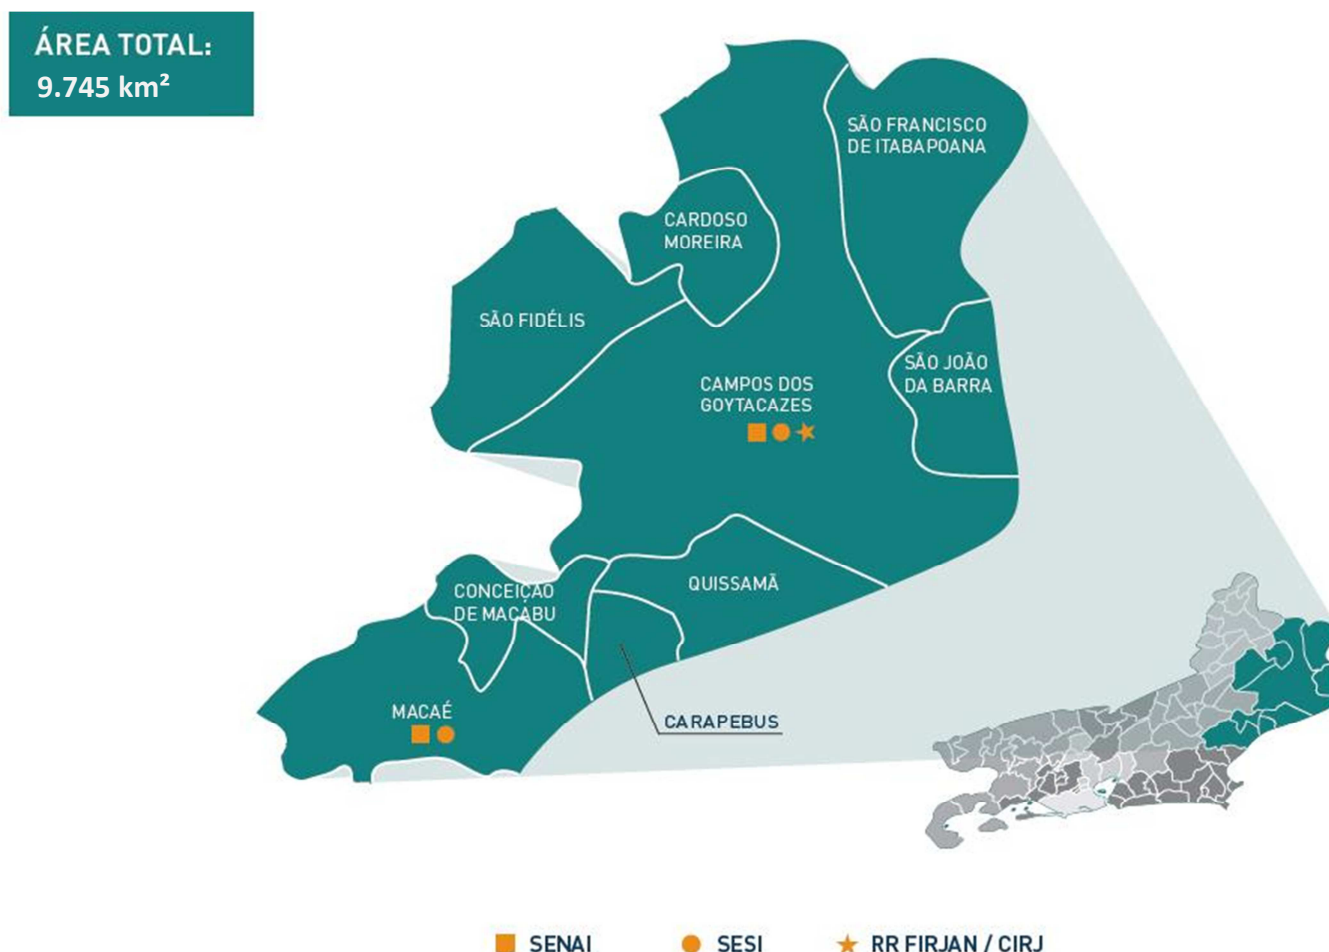 ÁREA TOTAL:
9.745 km²
SÃO FRANCISCO
DE ITABAPOANA
CARDOSO
MOREIRA
SÃO FIDÉLIS
SÃO JOÃO
DA BARRA
CAMPOS DOS
GOYTACAZES
QUISSAMÃ
CONCEIÇÃO
DE MACABU
MACAÉ
CARAPEBUS
SENAI
SESI
RR FIRJAN / CIRJ